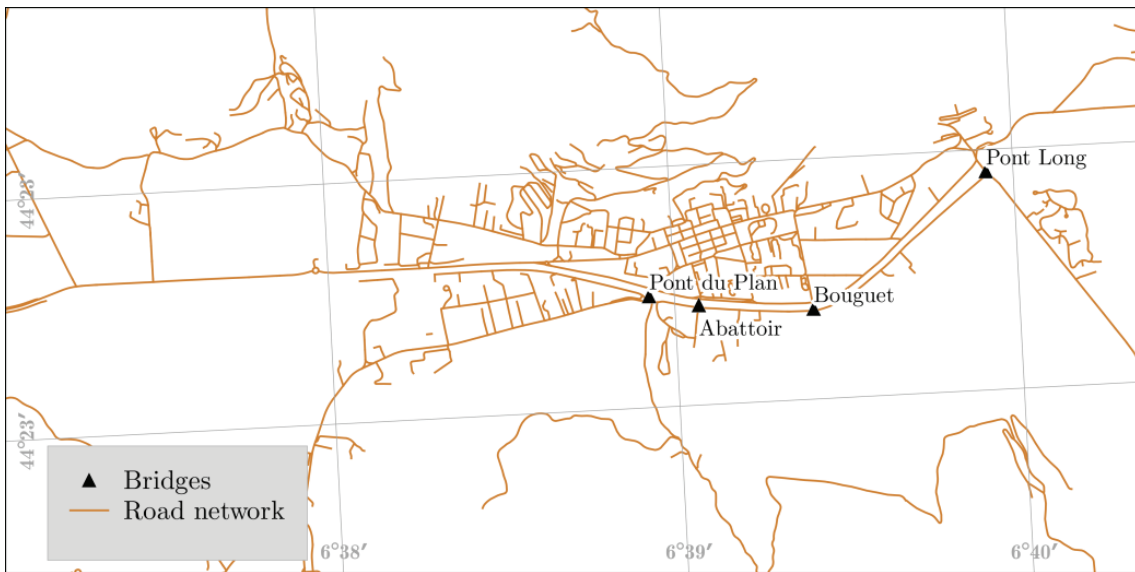 Pont Long
44°23′
Pont du Plan
Bouguet
Abattoir
44°23′
Bridges
Road network
6°38′
6°39′
6°40′